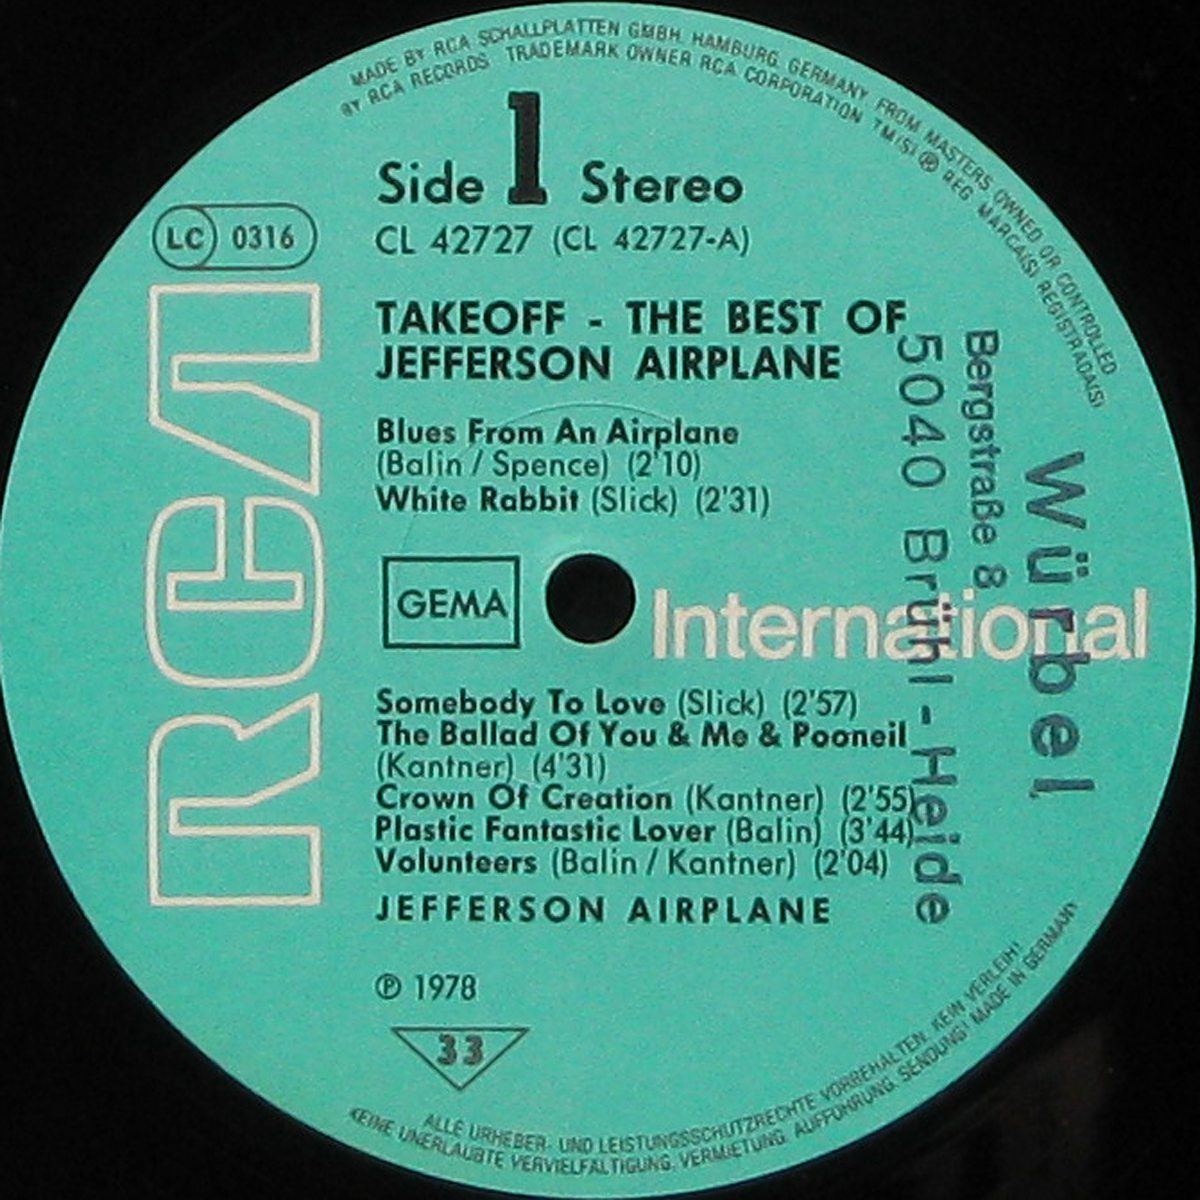 MADE BY RCA SCHALLPLATTEN GMBH. HAMBURG. GERMANY FROM MASTERS OWNED OR CONTROLLED
BY RCA RECORDS TRADEMARK OWNER RCA CORPORATION TM(S) ® REG MARCA(S) REGISTRADA(S)
Side 1 Stereo
LC 0316
CL 42727 (CL 42727-A)
RCA
TAKEOFF - THE BEST OF
JEFFERSON AIRPLANE
Blues From An Airplane
(Balin / Spence) (2'10)
White Rabbit (Slick) (2'31)
GEMA
International
Somebody To Love (Slick) (2'57)
The Ballad Of You & Me & Pooneil
(Kantner) (4'31)
Crown Of Creation (Kantner) (2'55)
Plastic Fantastic Lover (Balin) (3'44)
Volunteers (Balin / Kantner) (2'04)
JEFFERSON AIRPLANE
℗ 1978
33
Würbel
Bergstraße 8
5040 Brühl - Heide
ALLE URHEBER- UND LEISTUNGSSCHUTZRECHTE VORBEHALTEN. KEIN VERLEIH!
KEINE UNERLAUBTE VERVIELFÄLTIGUNG, VERMIETUNG, AUFFÜHRUNG, SENDUNG! MADE IN GERMANY